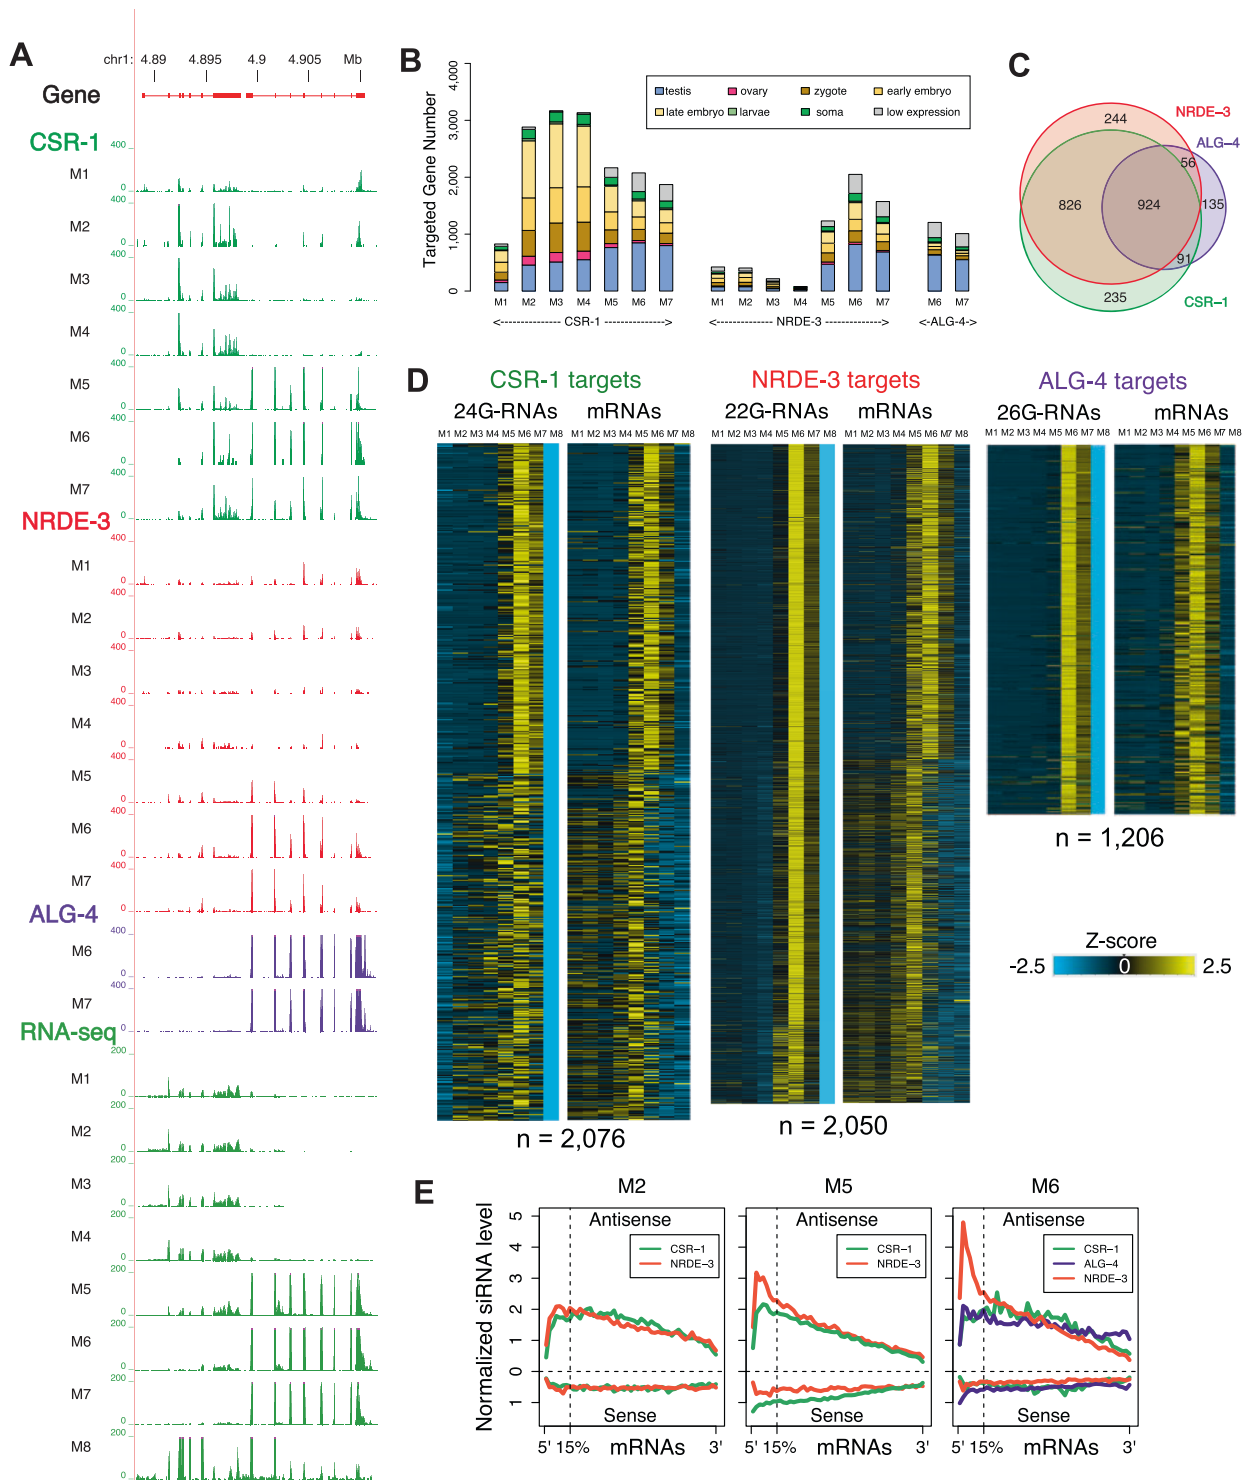 A
chr1: 4.89 4.895 4.9 4.905 Mb
Gene
CSR-1
400
M1
0
400
M2
0
400
M3
0
400
M4
0
400
M5
0
400
M6
0
400
M7
0
NRDE-3
400
M1
0
400
M2
0
400
M3
0
400
M4
0
400
M5
0
400
M6
0
400
M7
0
ALG-4
400
M6
0
400
M7
0
RNA-seq
200
M1
0
200
M2
0
200
M3
0
200
M4
0
200
M5
0
200
M6
0
200
M7
0
200
M8
0
B
Targeted Gene Number
4,000
3,000
2,000
1,000
0
testis ovary zygote early embryo
late embryo larvae soma low expression
M1 M2 M3 M4 M5 M6 M7 M1 M2 M3 M4 M5 M6 M7 M6 M7
<---------------- CSR-1 ----------------> <---------------- NRDE-3 ----------------> <-ALG-4->
C
NRDE-3
ALG-4
CSR-1
244
56
826
924
135
91
235
D
CSR-1 targets NRDE-3 targets ALG-4 targets
24G-RNAs mRNAs 22G-RNAs mRNAs 26G-RNAs mRNAs
M1 M2 M3 M4 M5 M6 M7 M8 M1 M2 M3 M4 M5 M6 M7 M8 M1 M2 M3 M4 M5 M6 M7 M8 M1 M2 M3 M4 M5 M6 M7 M8 M1 M2 M3 M4 M5 M6 M7 M8 M1 M2 M3 M4 M5 M6 M7 M8
n = 2,076
n = 2,050
n = 1,206
Z-score
-2.5 0 2.5
E
M2 M5 M6
Normalized siRNA level
5
4
3
2
1
0
1
Antisense
CSR-1
NRDE-3
Sense
5' 15% mRNAs 3'
Antisense
CSR-1
NRDE-3
Sense
5' 15% mRNAs 3'
Antisense
CSR-1
ALG-4
NRDE-3
Sense
5' 15% mRNAs 3'